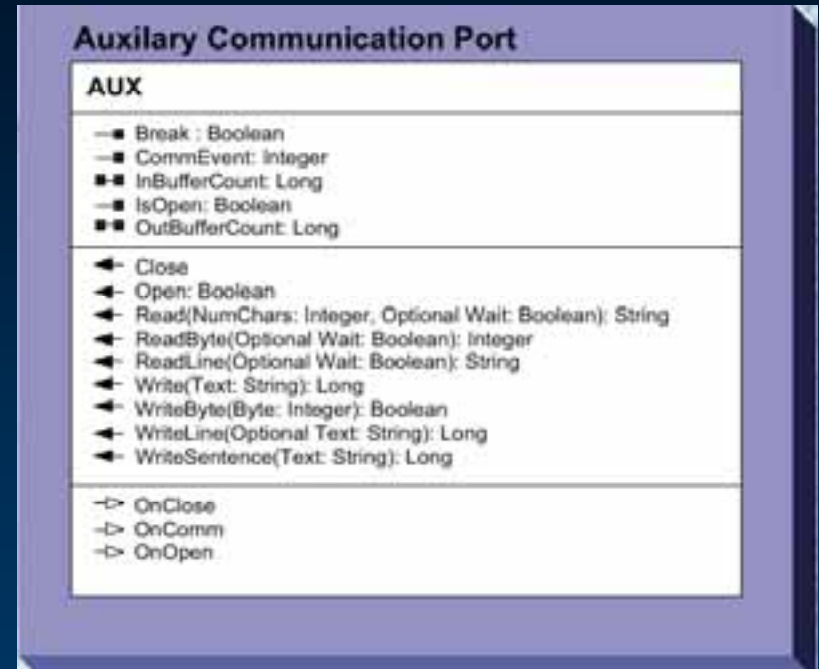 Auxilary Communication Port
AUX
Break : Boolean
CommEvent: Integer
InBufferCount: Long
IsOpen: Boolean
OutBufferCount: Long
Close
Open: Boolean
Read(NumChars: Integer, Optional Wait: Boolean): String
ReadByte(Optional Wait: Boolean): Integer
ReadLine(Optional Wait: Boolean): String
Write(Text: String): Long
WriteByte(Byte: Integer): Boolean
WriteLine(Optional Text: String): Long
WriteSentence(Text: String): Long
OnClose
OnComm
OnOpen